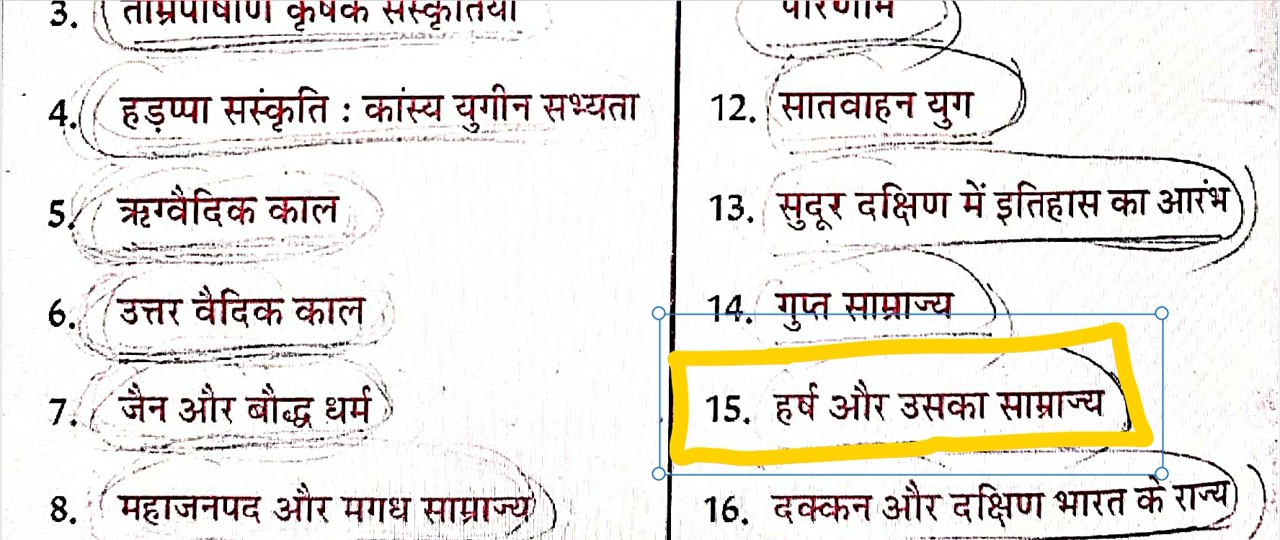 3. ताम्रपाषाण कृषक संस्कृतियां
4. हड़प्पा सस्ंकृति : कांस्य युगीन सभ्यता
5. ऋग्वैदिक काल
6. उत्तर वैदिक काल
7. जैन और बौद्ध धर्म
8. महाजनपद और मगध साम्राज्य
परिणाम
12. सातवाहन युग
13. सुदूर दक्षिण में इतिहास का आरंभ
14. गुप्त साम्राज्य
15. हर्ष और उसका साम्राज्य
16. दक्कन और दक्षिण भारत के राज्य